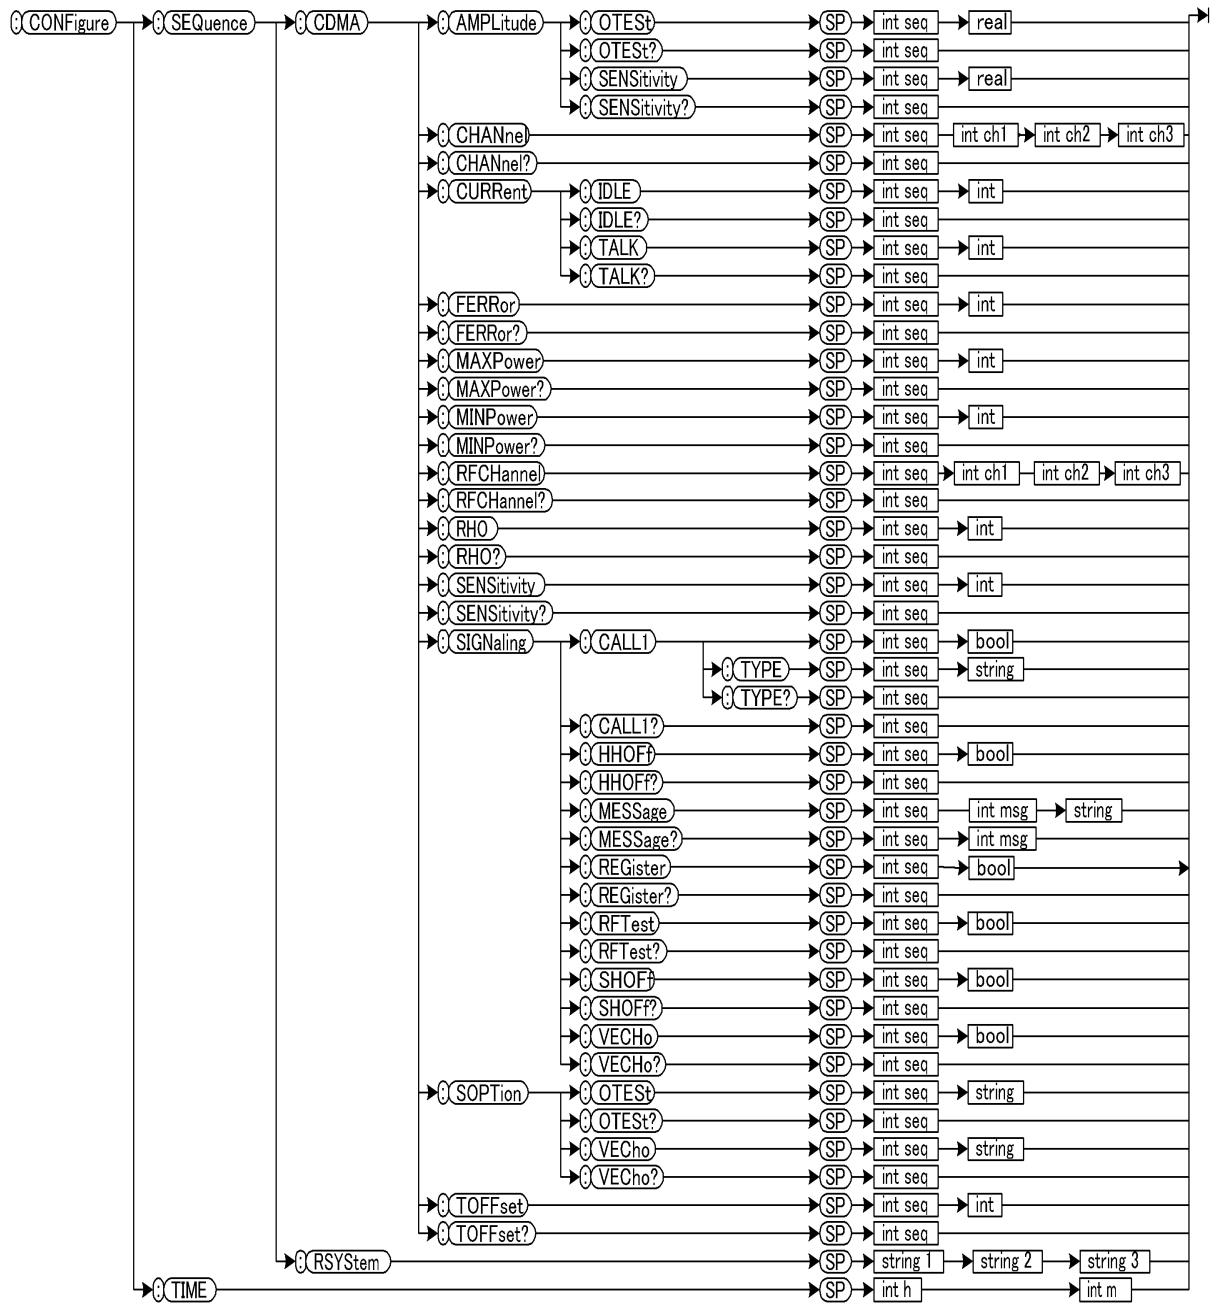 :CONFigure :SEQuence :CDMA :AMPLitude :OTESt SP int seq real
:OTESt? SP int seq
:SENSitivity SP int seq real
:SENSitivity? SP int seq
:CHANnel SP int seq int ch1 int ch2 int ch3
:CHANnel? SP int seq
:CURRent :IDLE SP int seq int
:IDLE? SP int seq
:TALK SP int seq int
:TALK? SP int seq
:FERRor SP int seq int
:FERRor? SP int seq
:MAXPower SP int seq int
:MAXPower? SP int seq
:MINPower SP int seq int
:MINPower? SP int seq
:RFCHannel SP int seq int ch1 int ch2 int ch3
:RFCHannel? SP int seq
:RHO SP int seq int
:RHO? SP int seq
:SENSitivity SP int seq int
:SENSitivity? SP int seq
:SIGNaling :CALL1 SP int seq bool
:TYPE SP int seq string
:TYPE? SP int seq
:CALL1? SP int seq
:HHOFf SP int seq bool
:HHOFf? SP int seq
:MESSage SP int seq int msg string
:MESSage? SP int seq int msg
:REGister SP int seq bool
:REGister? SP int seq
:RFTest SP int seq bool
:RFTest? SP int seq
:SHOFf SP int seq bool
:SHOFf? SP int seq
:VECHo SP int seq bool
:VECHo? SP int seq
:SOPTion :OTESt SP int seq string
:OTESt? SP int seq
:VECho SP int seq string
:VECho? SP int seq
:TOFFset SP int seq int
:TOFFset? SP int seq
:RSYStem SP string 1 string 2 string 3
:TIME SP int h int m